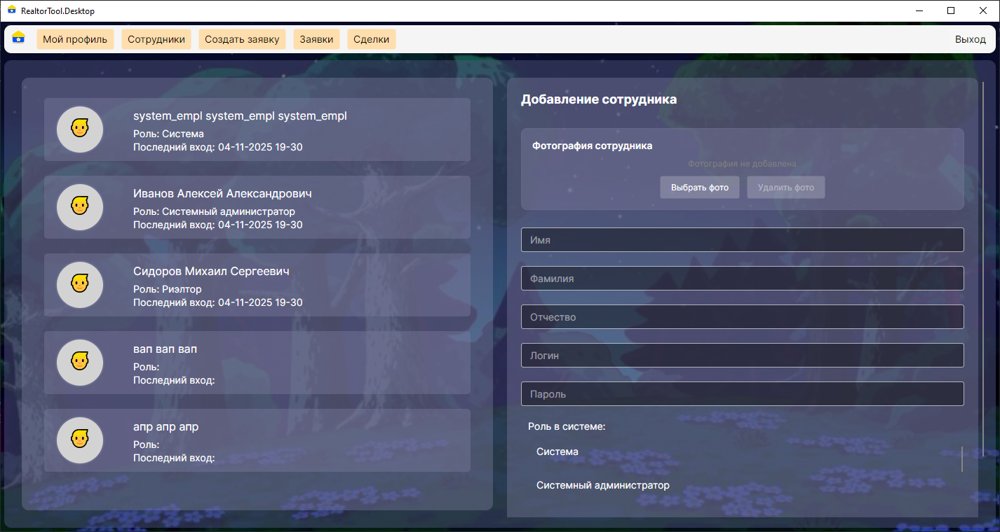 RealtorTool.Desktop
Мой профиль Сотрудники Создать заявку Заявки Сделки Выход
system_empl system_empl system_empl
Роль: Система
Последний вход: 04-11-2025 19-30
Иванов Алексей Александрович
Роль: Системный администратор
Последний вход: 04-11-2025 19-30
Сидоров Михаил Сергеевич
Роль: Риэлтор
Последний вход: 04-11-2025 19-30
вап вап вап
Роль:
Последний вход:
апр апр апр
Роль:
Последний вход:
Добавление сотрудника
Фотография сотрудника
Фотография не добавлена
Выбрать фото Удалить фото
Имя
Фамилия
Отчество
Логин
Пароль
Роль в системе:
Система
Системный администратор